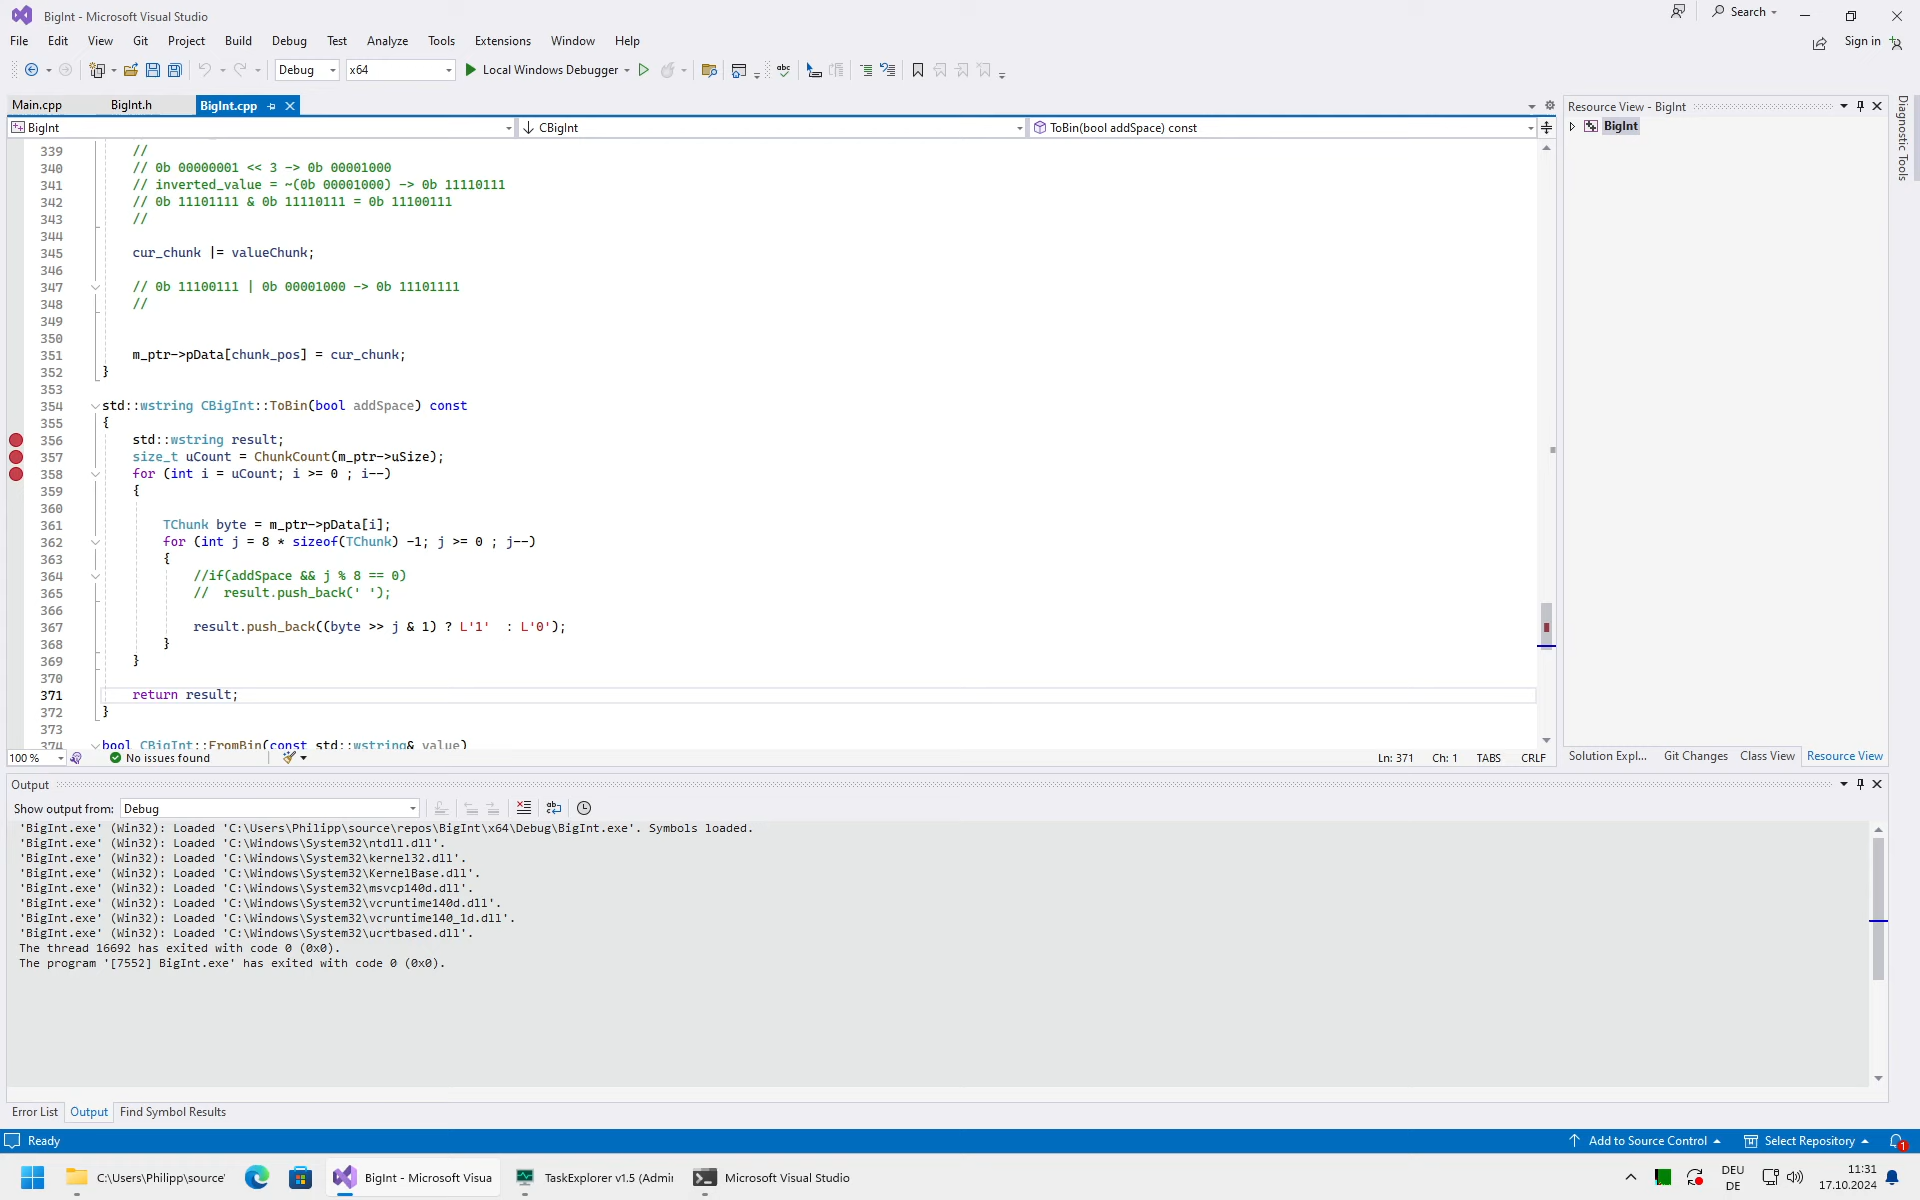 BigInt - Microsoft Visual Studio
Search
File Edit View Git Project Build Debug Test Analyze Tools Extensions Window Help
Sign in
Debug x64 Local Windows Debugger
Main.cpp BigInt.h BigInt.cpp
Resource View - BigInt
Diagnostic Tools
BigInt CBigInt ToBin(bool addSpace) const
BigInt
339 //
340 // 0b 00000001 << 3 -> 0b 00001000
341 // inverted_value = ~(0b 00001000) -> 0b 11110111
342 // 0b 11101111 & 0b 11110111 = 0b 11100111
343 //
344
345 cur_chunk |= valueChunk;
346
347 // 0b 11100111 | 0b 00001000 -> 0b 11101111
348 //
349
350
351 m_ptr->pData[chunk_pos] = cur_chunk;
352 }
353
354 std::wstring CBigInt::ToBin(bool addSpace) const
355 {
356 std::wstring result;
357 size_t uCount = ChunkCount(m_ptr->uSize);
358 for (int i = uCount; i >= 0 ; i--)
359 {
360
361 TChunk byte = m_ptr->pData[i];
362 for (int j = 8 * sizeof(TChunk) -1; j >= 0 ; j--)
363 {
364 //if(addSpace && j % 8 == 0)
365 //  result.push_back(' ');
366
367 result.push_back((byte >> j & 1) ? L'1'  : L'0');
368 }
369 }
370
371 return result;
372 }
373
374 bool CBigInt::FromBin(const std::wstring& value)
100 % No issues found Ln: 371 Ch: 1 TABS CRLF
Solution Expl... Git Changes Class View Resource View
Output
Show output from: Debug
'BigInt.exe' (Win32): Loaded 'C:\Users\Philipp\source\repos\BigInt\x64\Debug\BigInt.exe'. Symbols loaded.
'BigInt.exe' (Win32): Loaded 'C:\Windows\System32\ntdll.dll'.
'BigInt.exe' (Win32): Loaded 'C:\Windows\System32\kernel32.dll'.
'BigInt.exe' (Win32): Loaded 'C:\Windows\System32\KernelBase.dll'.
'BigInt.exe' (Win32): Loaded 'C:\Windows\System32\msvcp140d.dll'.
'BigInt.exe' (Win32): Loaded 'C:\Windows\System32\vcruntime140d.dll'.
'BigInt.exe' (Win32): Loaded 'C:\Windows\System32\vcruntime140_1d.dll'.
'BigInt.exe' (Win32): Loaded 'C:\Windows\System32\ucrtbased.dll'.
The thread 16692 has exited with code 0 (0x0).
The program '[7552] BigInt.exe' has exited with code 0 (0x0).
Error List Output Find Symbol Results
Ready Add to Source Control Select Repository 1
C:\Users\Philipp\source' BigInt - Microsoft Visua TaskExplorer v1.5 (Admir Microsoft Visual Studio
DEU 11:31
DE 17.10.2024